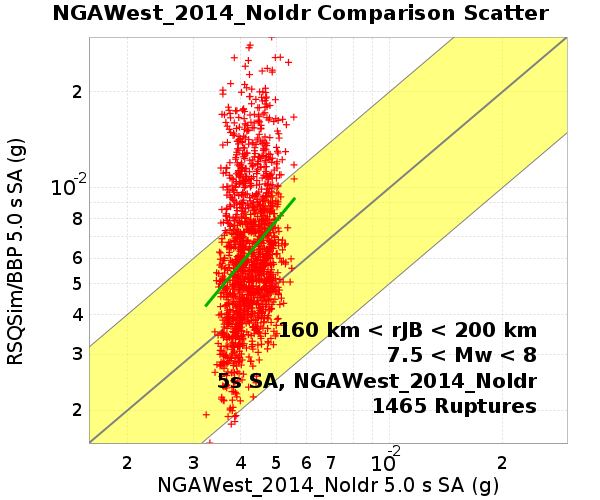 NGAWest_2014_NoIdr Comparison Scatter
RSQSim/BBP 5.0 s SA (g)
2
10-2
8
6
5
4
3
2
160 km < rJB < 200 km
7.5 < Mw < 8
5s SA, NGAWest_2014_NoIdr
1465 Ruptures
2 3 4 5 6 7 10-2 2
NGAWest_2014_NoIdr 5.0 s SA (g)